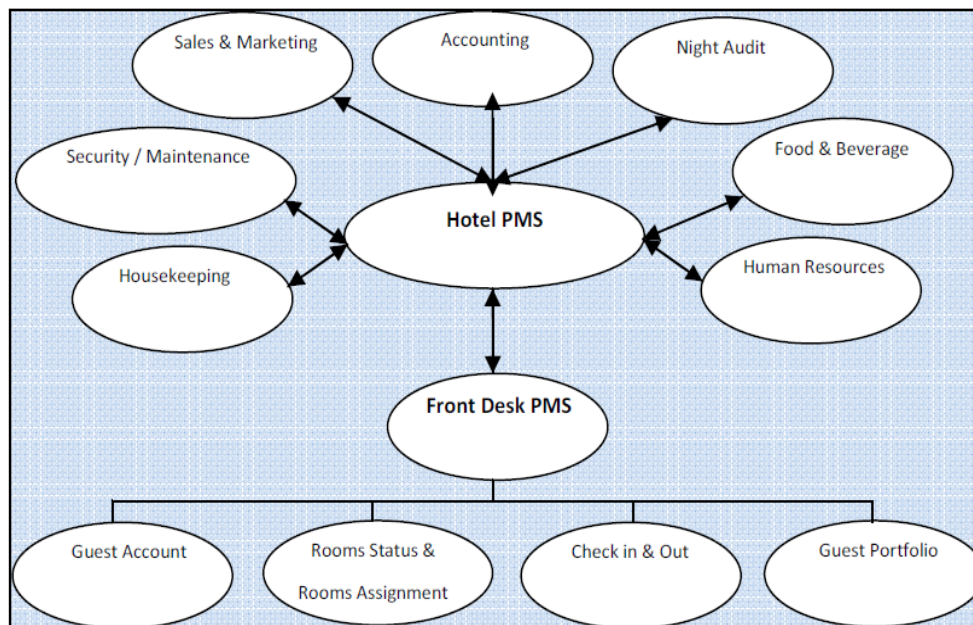 Sales & Marketing
Accounting
Night Audit
Security / Maintenance
Food & Beverage
Hotel PMS
Housekeeping
Human Resources
Front Desk PMS
Guest Account
Rooms Status &
Rooms Assignment
Check in & Out
Guest Portfolio